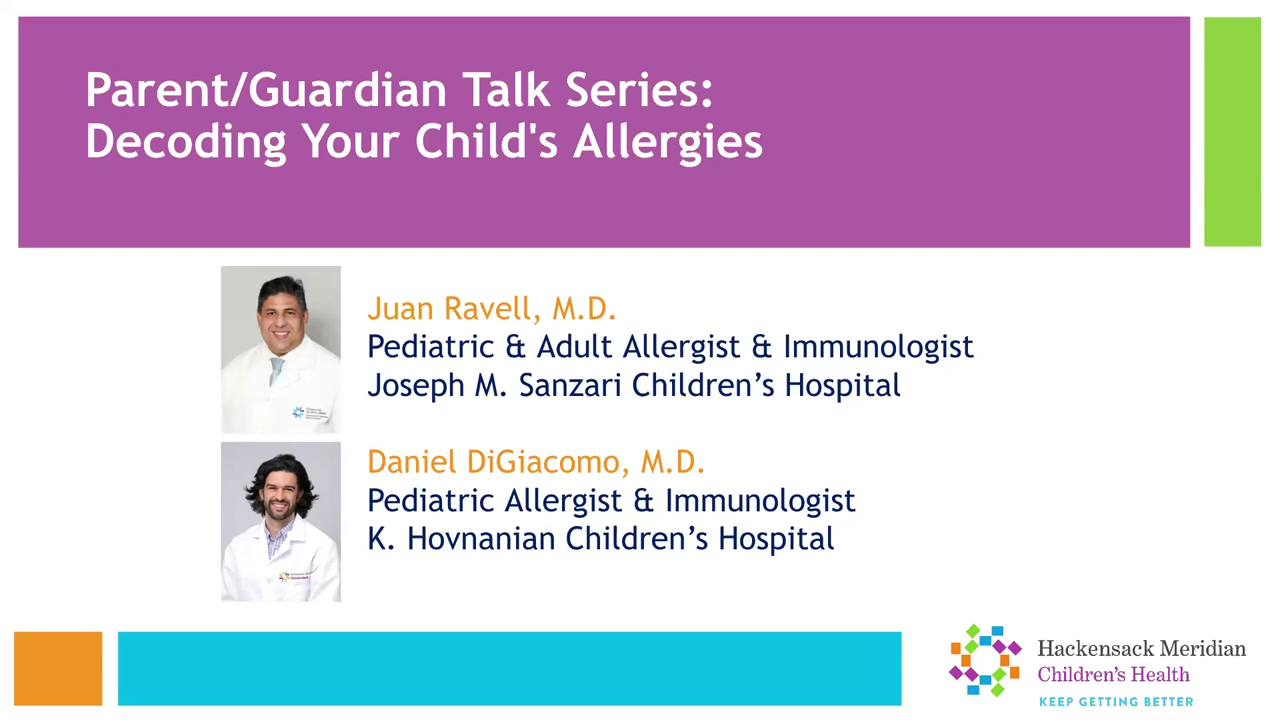 Parent/Guardian Talk Series:
Decoding Your Child's Allergies
Juan Ravell, M.D.
Pediatric & Adult Allergist & Immunologist
Joseph M. Sanzari Children’s Hospital
Daniel DiGiacomo, M.D.
Pediatric Allergist & Immunologist
K. Hovnanian Children’s Hospital
Hackensack Meridian
Children’s Health
KEEP GETTING BETTER